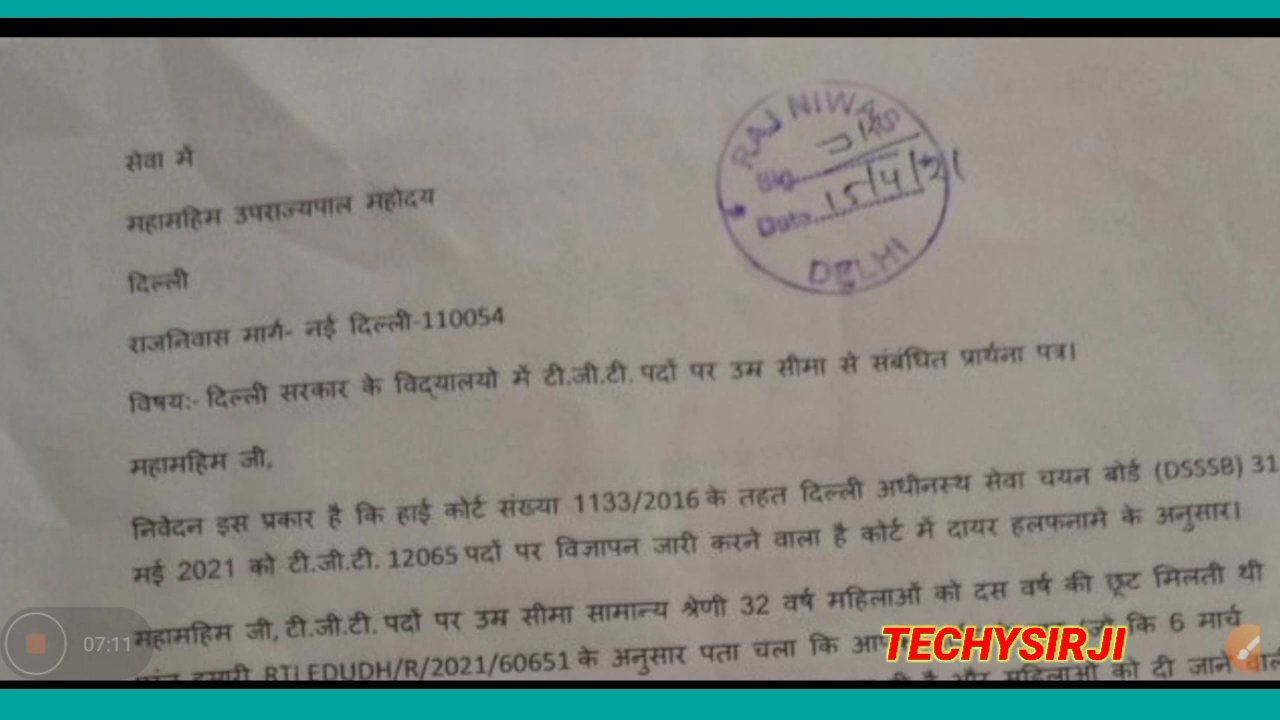 RAJ NIWAS
Sig.
Date 15/4/21
DELHI
सेवा में
महामहिम उपराज्यपाल महोदय
दिल्ली
राजनिवास मार्ग- नई दिल्ली-110054
विषय:- दिल्ली सरकार के विद्यालयो में टी.जी.टी. पदों पर उम्र सीमा से संबंधित प्रार्थना पत्र।
महामहिम जी,
निवेदन इस प्रकार है कि हाई कोर्ट संख्या 1133/2016 के तहत दिल्ली अधीनस्थ सेवा चयन बोर्ड (DSSSB) 31
मई 2021 को टी.जी.टी. 12065 पदों पर विज्ञापन जारी करने वाला है कोर्ट में दायर हलफनामे के अनुसार।
महामहिम जी, टी.जी.टी. पदों पर उम्र सीमा सामान्य श्रेणी 32 वर्ष महिलाओं को दस वर्ष की छूट मिलती थी
RTI EDUDH/R/2021/60651 के अनुसार पता चला कि कि 6 मार्च
है और महिलाओं को दी जाने
07:11
TECHYSIRJI